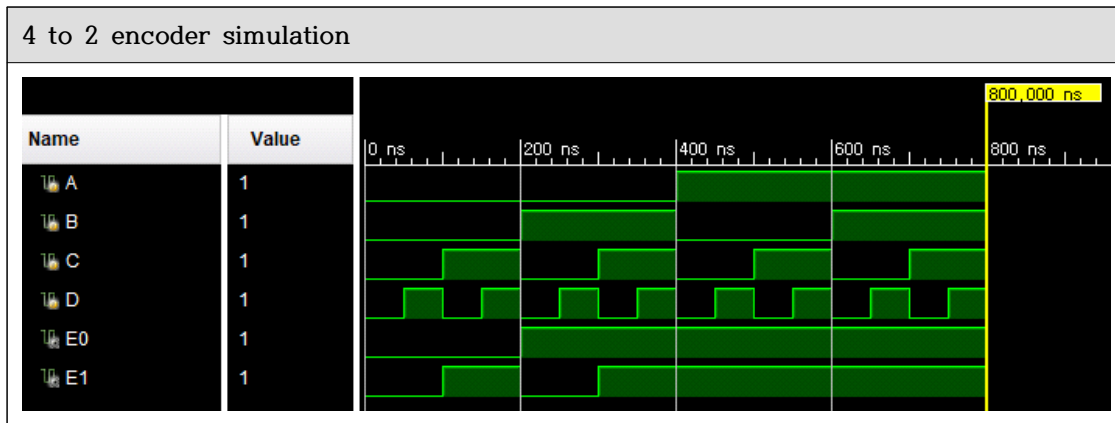 4 to 2 encoder simulation
800,000 ns
Name Value
0 ns 200 ns 400 ns 600 ns 800 ns
A 1
B 1
C 1
D 1
E0 1
E1 1